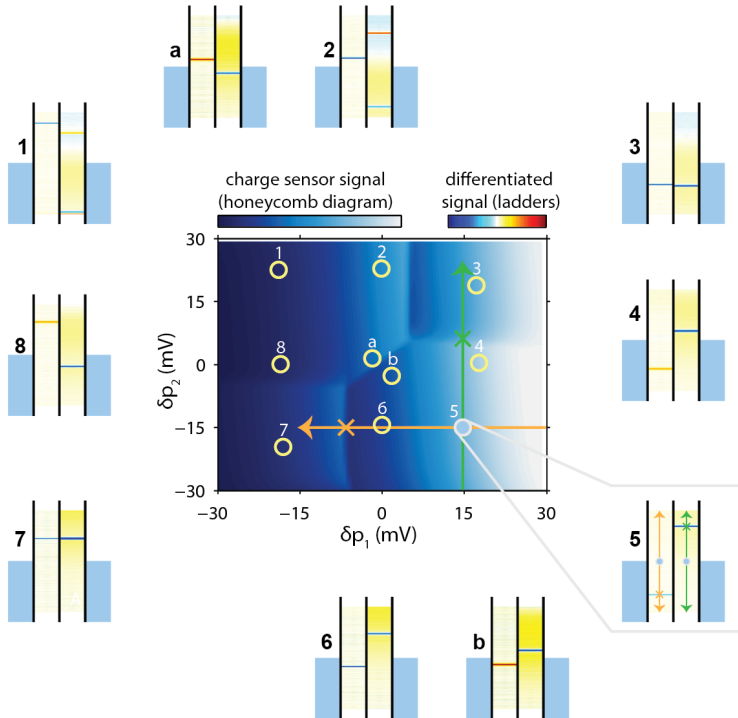 a
2
1
3
charge sensor signal
(honeycomb diagram)
differentiated
signal (ladders)
30
15
0
−15
−30
δp₂ (mV)
1
2
3
a
b
8
4
6
5
7
−30
−15
0
15
30
δp₁ (mV)
8
4
7
A
5
6
b